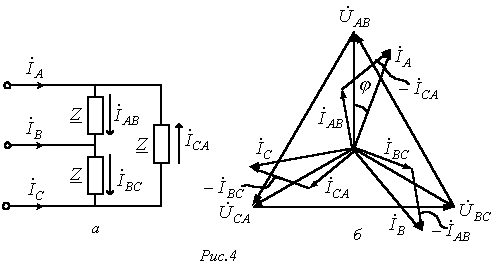 İ_A
Z
İ_AB
İ_B
Z
İ_CA
Z
İ_BC
İ_C
а
U̇_AB
İ_A
−İ_CA
φ
İ_AB
İ_C
İ_BC
−İ_BC
İ_CA
U̇_CA
U̇_BC
İ_B
−İ_AB
б
Рис.4